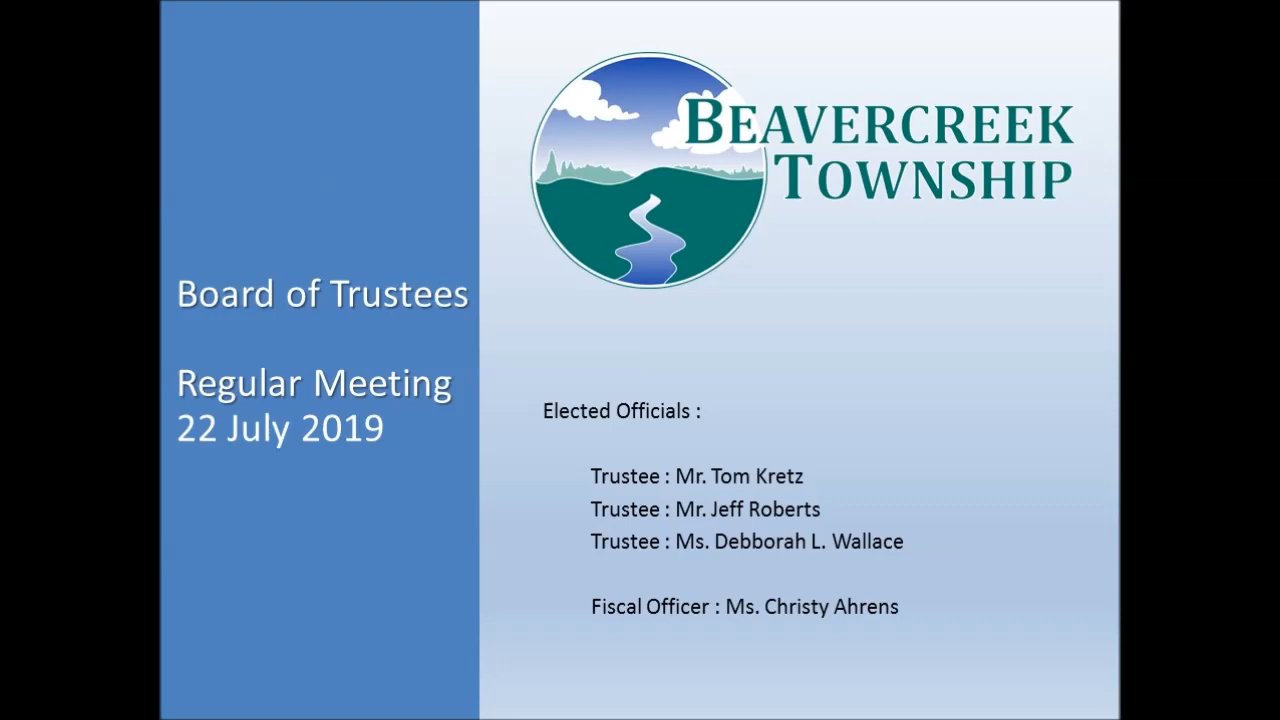 BEAVERCREEK
TOWNSHIP
Board of Trustees
Regular Meeting
22 July 2019
Elected Officials :
Trustee : Mr. Tom Kretz
Trustee : Mr. Jeff Roberts
Trustee : Ms. Debborah L. Wallace
Fiscal Officer : Ms. Christy Ahrens